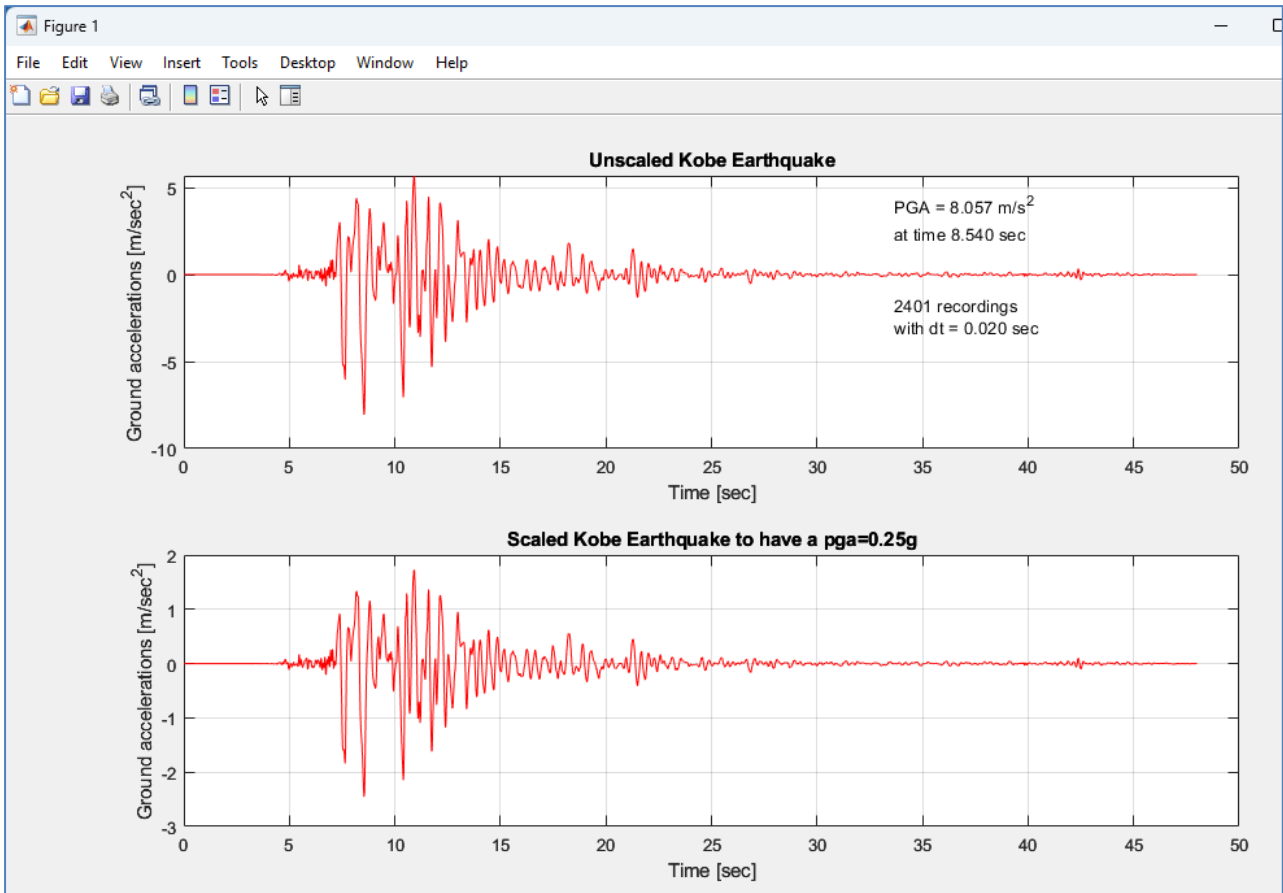 Figure 1
File Edit View Insert Tools Desktop Window Help
Unscaled Kobe Earthquake
Ground accelerations [m/sec²]
5
0
-5
-10
PGA = 8.057 m/s²
at time 8.540 sec
2401 recordings
with dt = 0.020 sec
0 5 10 15 20 25 30 35 40 45 50
Time [sec]
Scaled Kobe Earthquake to have a pga=0.25g
Ground accelerations [m/sec²]
2
1
0
-1
-2
-3
0 5 10 15 20 25 30 35 40 45 50
Time [sec]